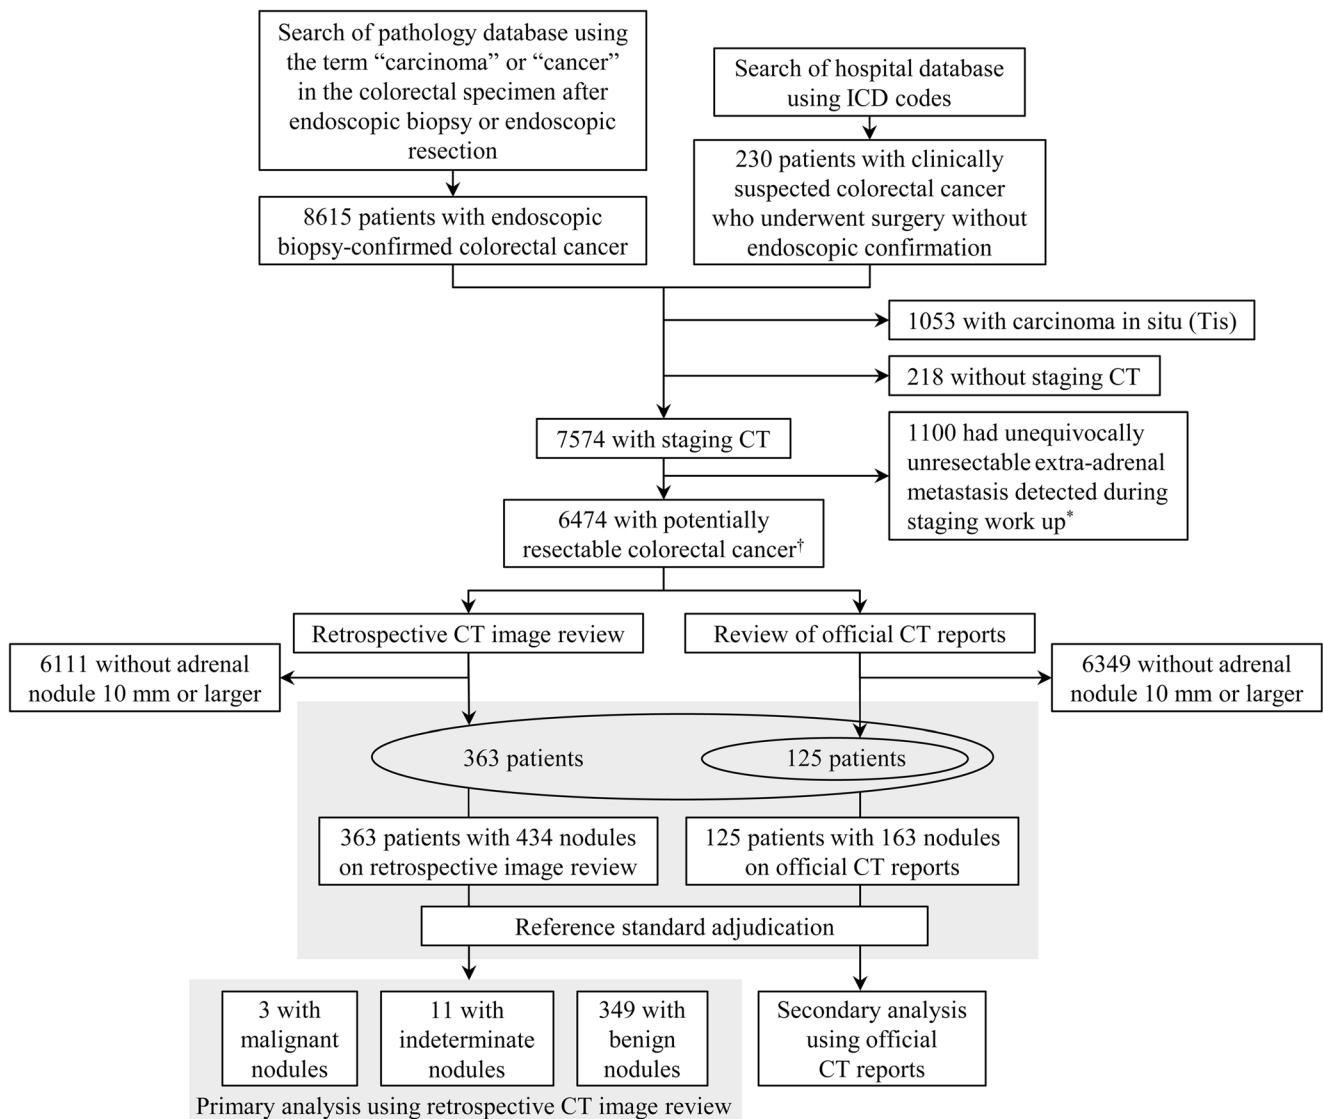 Search of pathology database using
the term “carcinoma” or “cancer”
in the colorectal specimen after
endoscopic biopsy or endoscopic
resection
Search of hospital database
using ICD codes
8615 patients with endoscopic
biopsy-confirmed colorectal cancer
230 patients with clinically
suspected colorectal cancer
who underwent surgery without
endoscopic confirmation
1053 with carcinoma in situ (Tis)
218 without staging CT
7574 with staging CT
1100 had unequivocally
unresectable extra-adrenal
metastasis detected during
staging work up*
6474 with potentially
resectable colorectal cancer†
Retrospective CT image review
Review of official CT reports
6111 without adrenal
nodule 10 mm or larger
6349 without adrenal
nodule 10 mm or larger
363 patients
125 patients
363 patients with 434 nodules
on retrospective image review
125 patients with 163 nodules
on official CT reports
Reference standard adjudication
3 with
malignant
nodules
11 with
indeterminate
nodules
349 with
benign
nodules
Secondary analysis
using official
CT reports
Primary analysis using retrospective CT image review